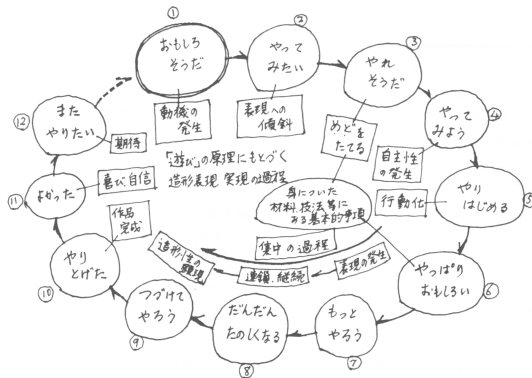 ①
おもしろ
そうだ
動機の
発生
②
やって
みたい
表現への
傾斜
③
やれ
そうだ
めどを
たてる
④
やって
みよう
自主性
の発生
⑤
やり
はじめる
行動化
⑥
やっぱり
おもしろい
⑦
もっと
やろう
⑧
だんだん
たのしくなる
⑨
つづけて
やろう
⑩
やり
とげた
作品
完成
⑪
よかった
喜び自信
⑫
また
やりたい
期待
「遊び」の原理にもとづく
造形表現実現の過程
身についた
材料、技法等に
ある基本的事項
集中の過程
表現の発生
連鎖、継続
造形性の